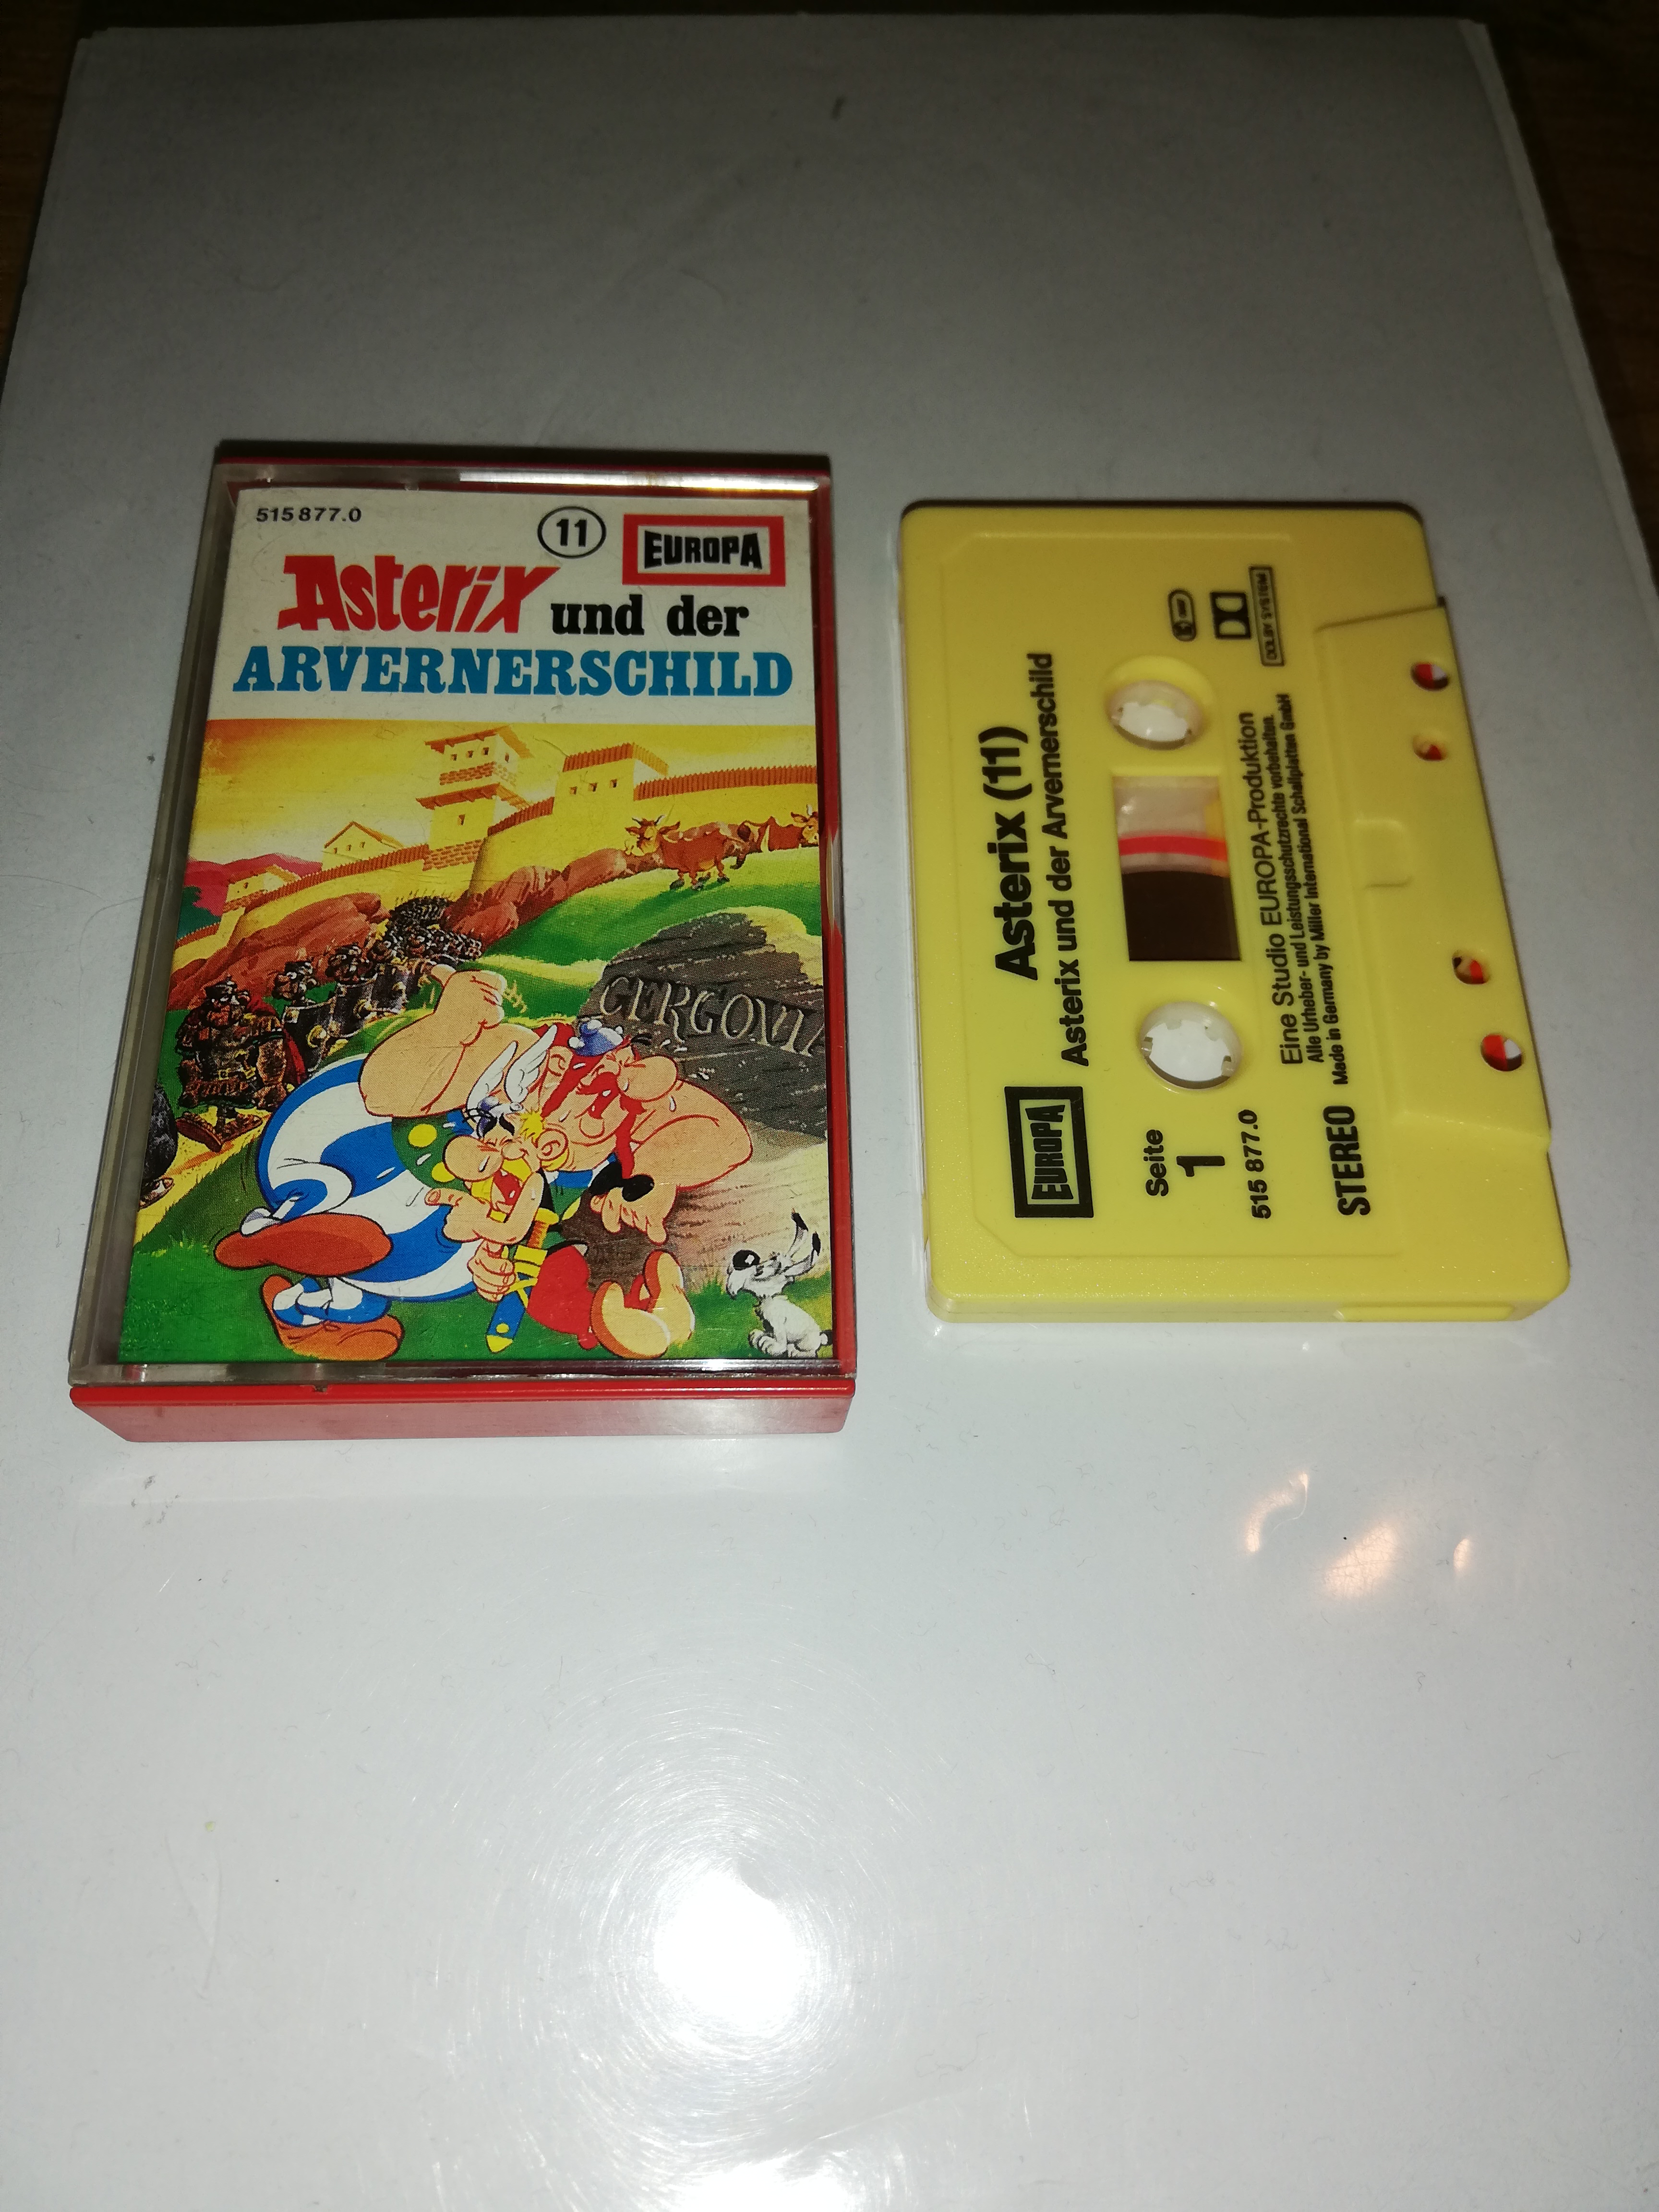 515 877.0
11
EUROPA
Asterix und der
ARVERNERSCHILD
GERGOVIA
EUROPA
Asterix (11)
Asterix und der Arvernerschild
Seite
1
515 877.0
STEREO
DOLBY SYSTEM
Eine Studio EUROPA-Produktion
Alle Urheber- und Leistungsschutzrechte vorbehalten.
Made in Germany by Miller International Schallplatten GmbH